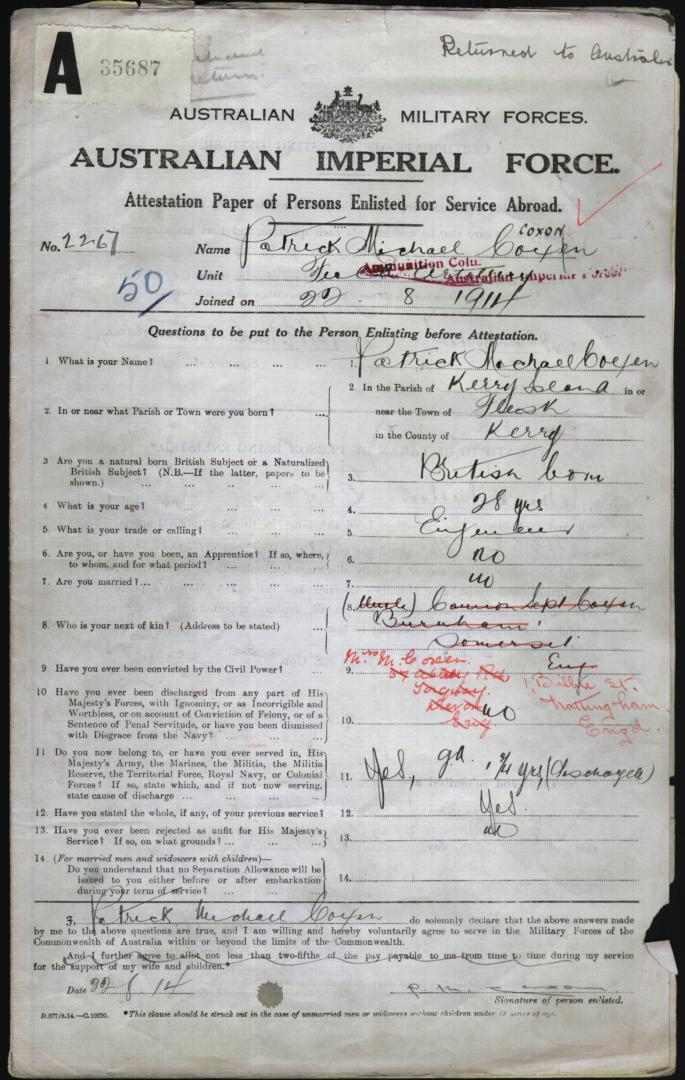 A 35687
Returned to Australia
AUSTRALIAN MILITARY FORCES.
AUSTRALIAN IMPERIAL FORCE.
Attestation Paper of Persons Enlisted for Service Abroad.
COXON
No. 2267 Name Patrick Michael Coxen
Unit
Ammunition Colu.
Australian Imperial
50
Joined on 22 . 8 1914
Questions to be put to the Person Enlisting before Attestation.
1 What is your Name? ... ... ... ... 1. Patrick Michael Coxen
2. In or near what Parish or Town were you born? ...
2. In the Parish of Kerry in or
near the Town of Flesk
in the County of Kerry
3 Are you a natural born British Subject or a Naturalized
British Subject? (N.B.—If the latter, papers to be
shown.) ... ... ... ... ...
3. British born
4 What is your age? ... ... ... ... 4. 28 yrs
5. What is your trade or calling? ... ... ... 5. Engineer
6. Are you, or have you been, an Apprentice? If so, where,
to whom, and for what period? ... ... ...
6. no
7. Are you married?... ... ... ... ... 7. no
8. Who is your next of kin? (Address to be stated) ...
8. (Uncle) Cannon Sept Coxen
Burnham
Somerset
Eng
Mrs M. Coxen.
Torquay.
Devon
Eng
1, St.
Engd.
9. Have you ever been convicted by the Civil Power? ... 9.
10 Have you ever been discharged from any part of His
Majesty's Forces, with Ignominy, or as Incorrigible and
Worthless, or on account of Conviction of Felony, or of a
Sentence of Penal Servitude, or have you been dismissed
with Disgrace from the Navy? ... ... ...
10. no
11 Do you now belong to, or have you ever served in, His
Majesty's Army, the Marines, the Militia, the Militia
Reserve, the Territorial Force, Royal Navy, or Colonial
Forces? If so, state which, and if not now serving,
state cause of discharge ... ... ... ...
11. Yes, (discharged)
12. Have you stated the whole, if any, of your previous service? 12. Yes
13. Have you ever been rejected as unfit for His Majesty's
Service? If so, on what grounds? ... ... ...
13. no
14. (For married men and widowers with children)—
Do you understand that no Separation Allowance will be
issued to you either before or after embarkation
during your term of service? ... ... ...
14.
I, Patrick Michael Coxen do solemnly declare that the above answers made
by me to the above questions are true, and I am willing and hereby voluntarily agree to serve in the Military Forces of the
Commonwealth of Australia within or beyond the limits of the Commonwealth.
And I further agree to allot not less than two-fifths of the pay payable to me from time to time during my service
for the support of my wife and children.*
Date 22 . 8 . 14 P. M. Coxon
Signature of person enlisted.
D.377/8.14.—C.10220. *This clause should be struck out in the case of unmarried men or widowers without children under 18 years of age.